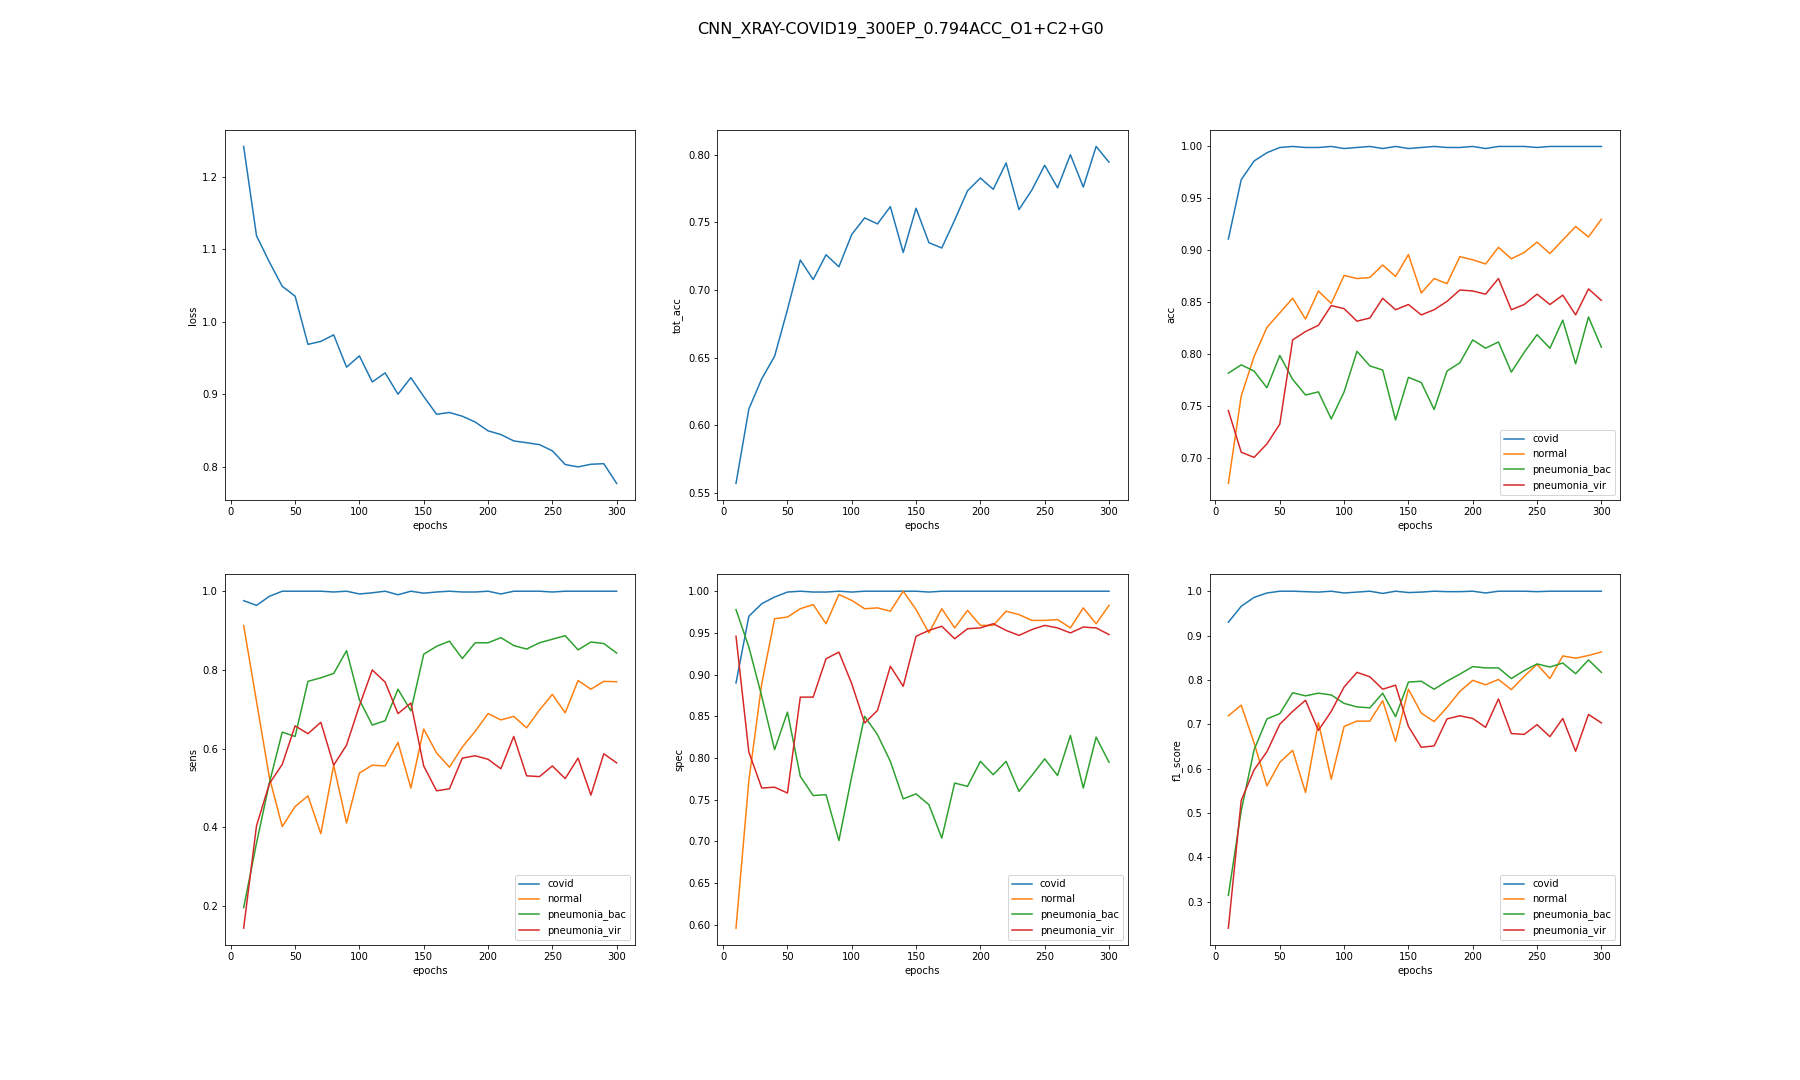 CNN_XRAY-COVID19_300EP_0.794ACC_O1+C2+G0
1.2
1.1
1.0
0.9
0.8
loss
0 50 100 150 200 250 300
epochs
0.80
0.75
0.70
0.65
0.60
0.55
tot_acc
0 50 100 150 200 250 300
epochs
1.00
0.95
0.90
0.85
0.80
0.75
0.70
acc
covid
normal
pneumonia_bac
pneumonia_vir
0 50 100 150 200 250 300
epochs
1.0
0.8
0.6
0.4
0.2
sens
covid
normal
pneumonia_bac
pneumonia_vir
0 50 100 150 200 250 300
epochs
1.00
0.95
0.90
0.85
0.80
0.75
0.70
0.65
0.60
spec
covid
normal
pneumonia_bac
pneumonia_vir
0 50 100 150 200 250 300
epochs
1.0
0.9
0.8
0.7
0.6
0.5
0.4
0.3
f1_score
covid
normal
pneumonia_bac
pneumonia_vir
0 50 100 150 200 250 300
epochs